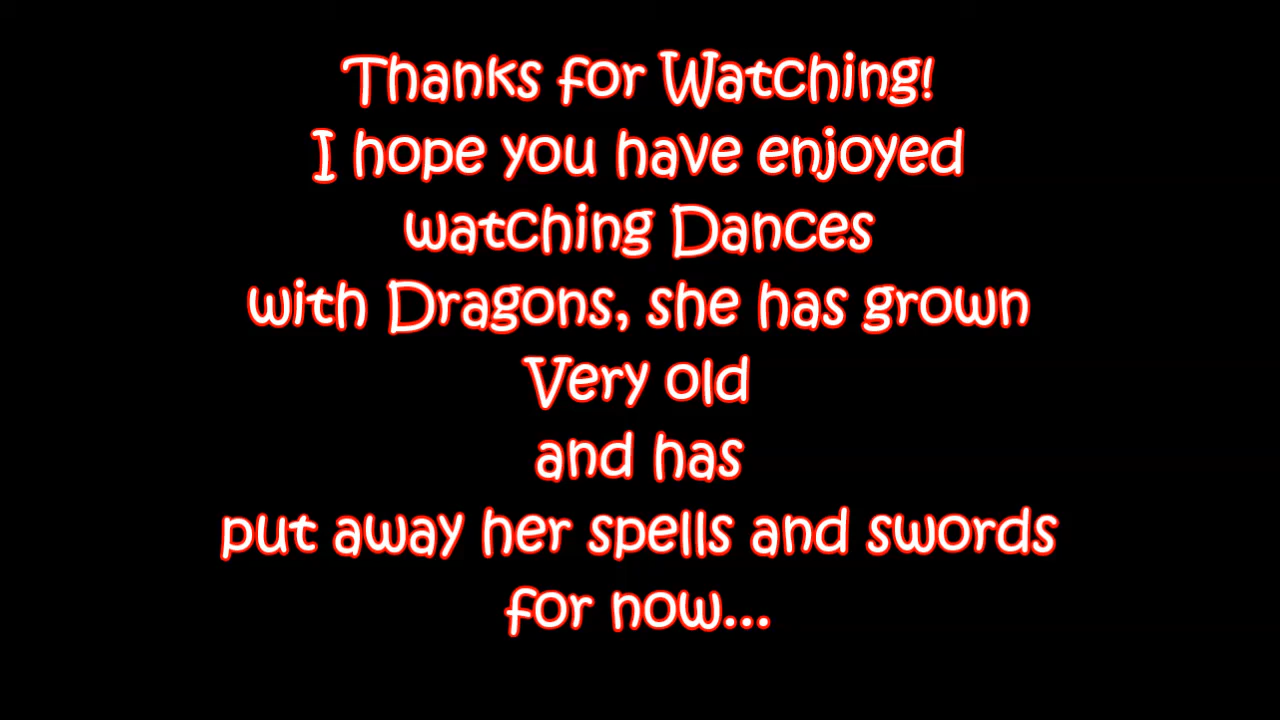 Thanks for Watching!
I hope you have enjoyed
watching Dances
with Dragons, she has grown
Very old
and has
put away her spells and swords
for now...